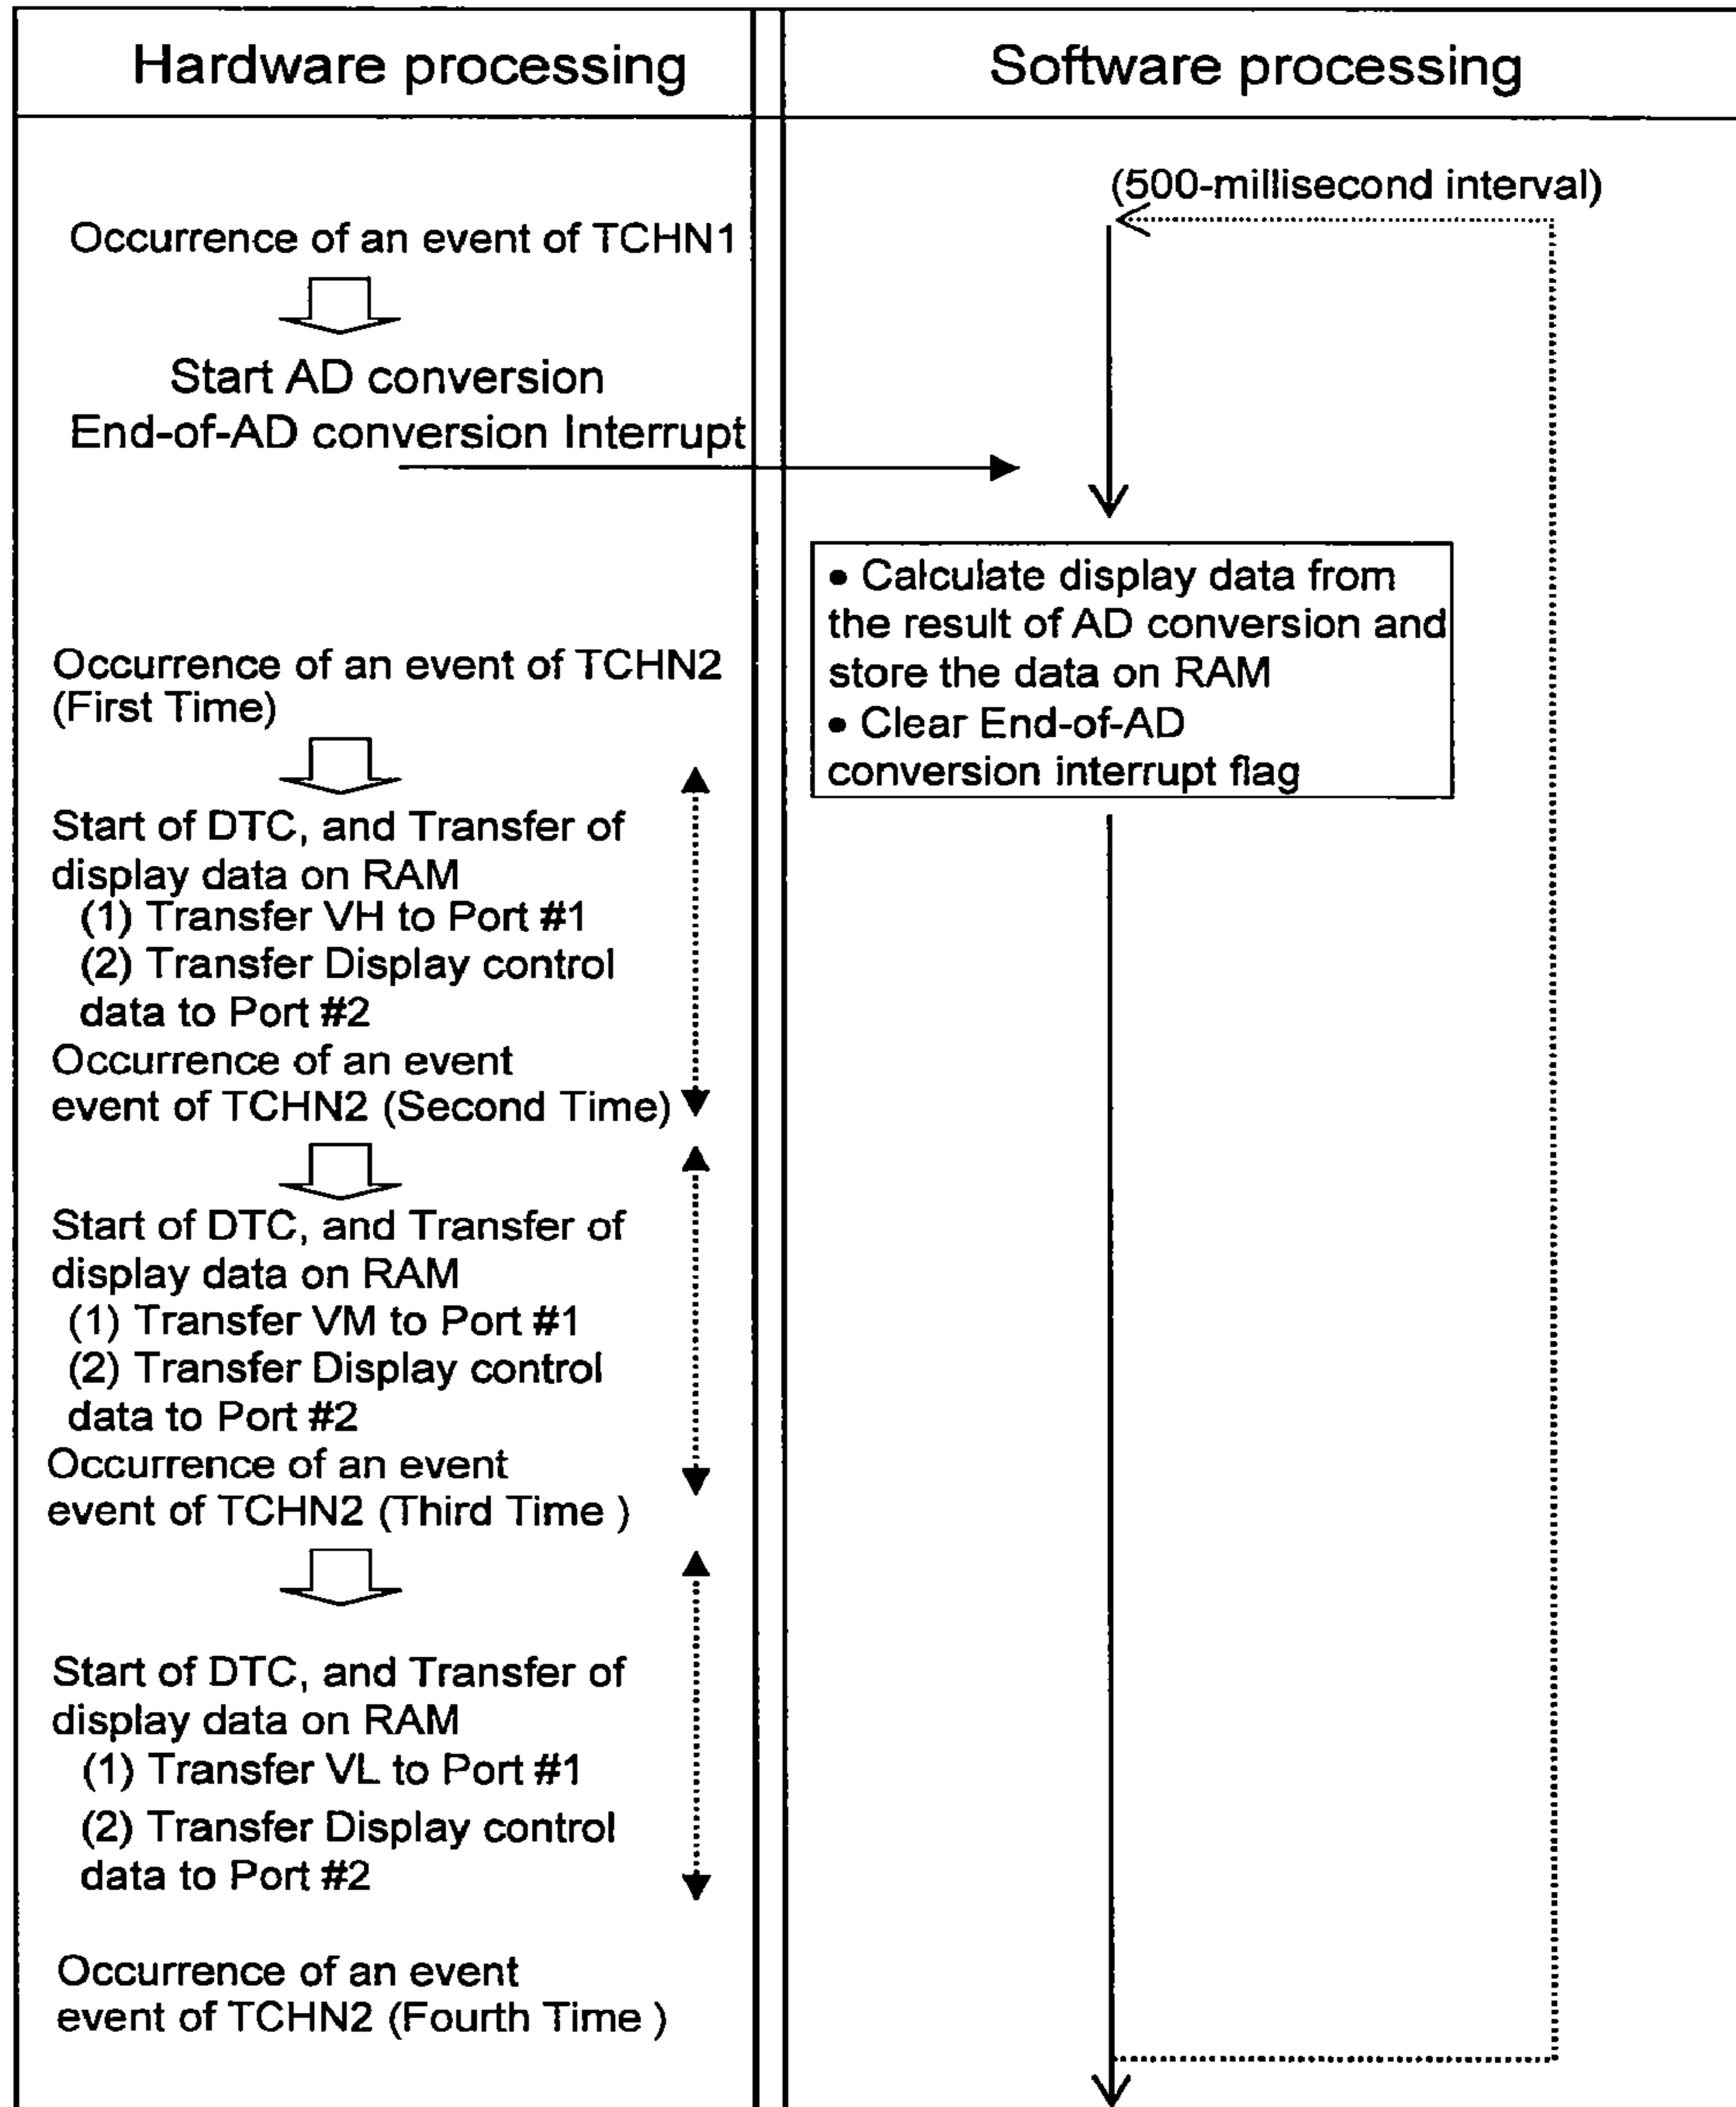 Hardware processing
Software processing
Occurrence of an event of TCHN1
Start AD conversion
End-of-AD conversion Interrupt
Occurrence of an event of TCHN2
(First Time)
Start of DTC, and Transfer of
display data on RAM
(1) Transfer VH to Port #1
(2) Transfer Display control
data to Port #2
Occurrence of an event
event of TCHN2 (Second Time)
Start of DTC, and Transfer of
display data on RAM
(1) Transfer VM to Port #1
(2) Transfer Display control
data to Port #2
Occurrence of an event
event of TCHN2 (Third Time )
Start of DTC, and Transfer of
display data on RAM
(1) Transfer VL to Port #1
(2) Transfer Display control
data to Port #2
Occurrence of an event
event of TCHN2 (Fourth Time )
(500-millisecond interval)
• Calculate display data from
the result of AD conversion and
store the data on RAM
• Clear End-of-AD
conversion interrupt flag